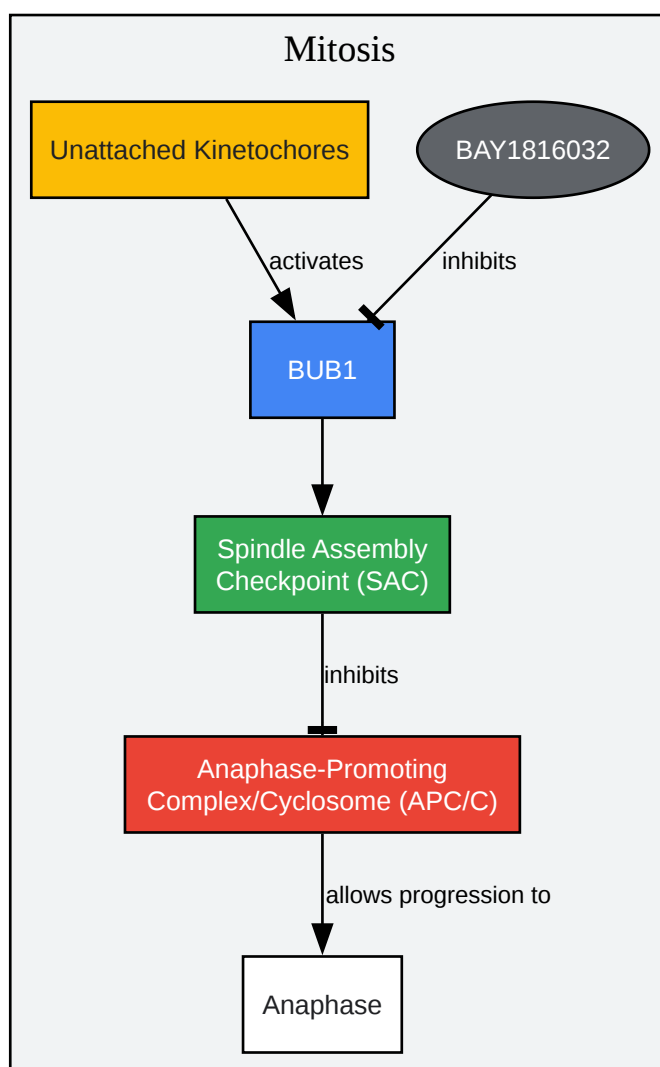 Mitosis
Unattached Kinetochores
BAY1816032
activates
inhibits
BUB1
Spindle Assembly
Checkpoint (SAC)
inhibits
Anaphase-Promoting
Complex/Cyclosome (APC/C)
allows progression to
Anaphase